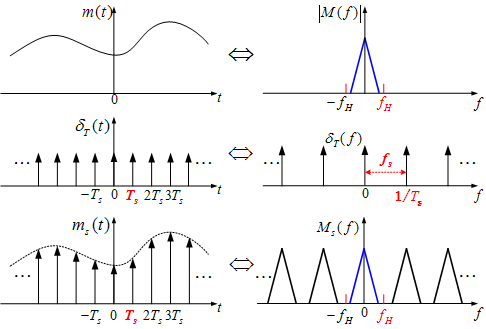 m(t) |M(f)|
⇔
0 t −f_H 0 f_H f
δ_T(t) δ_T(f)
⇔
... ... ... f_s ...
−T_s 0 T_s 2T_s 3T_s t 0 1/T_s f
m_s(t) M_s(f)
⇔
... ... ... ...
−T_s 0 T_s 2T_s 3T_s t −f_H 0 f_H f